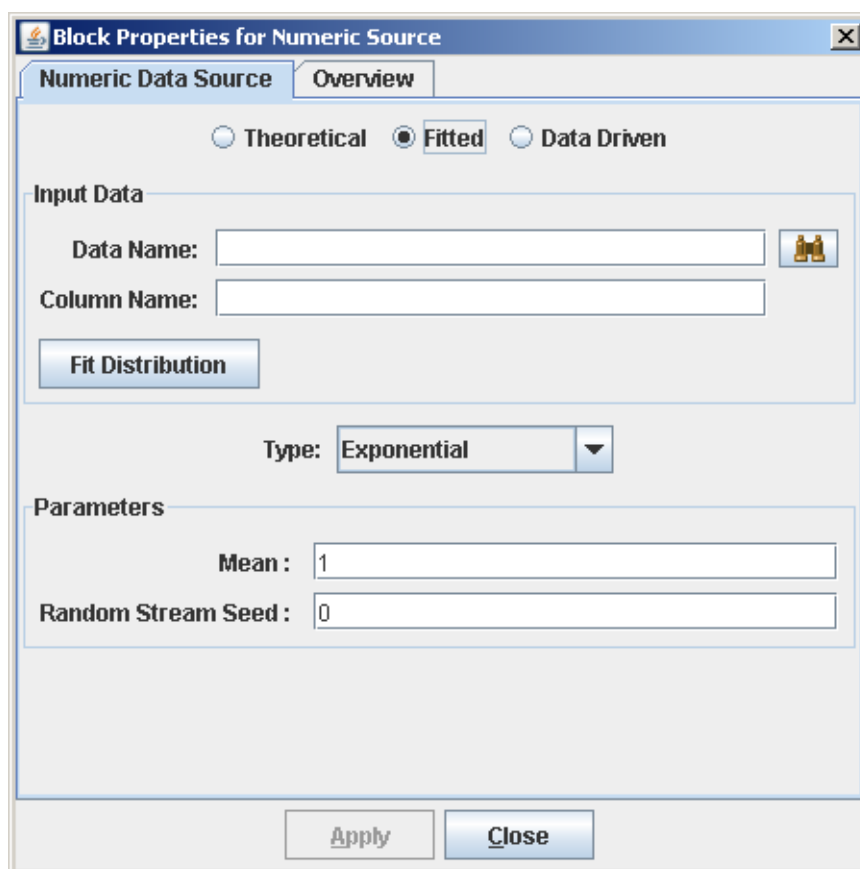 Block Properties for Numeric Source
Numeric Data Source Overview
Theoretical Fitted Data Driven
Input Data
Data Name:
Column Name:
Fit Distribution
Type: Exponential
Parameters
Mean : 1
Random Stream Seed : 0
Apply Close